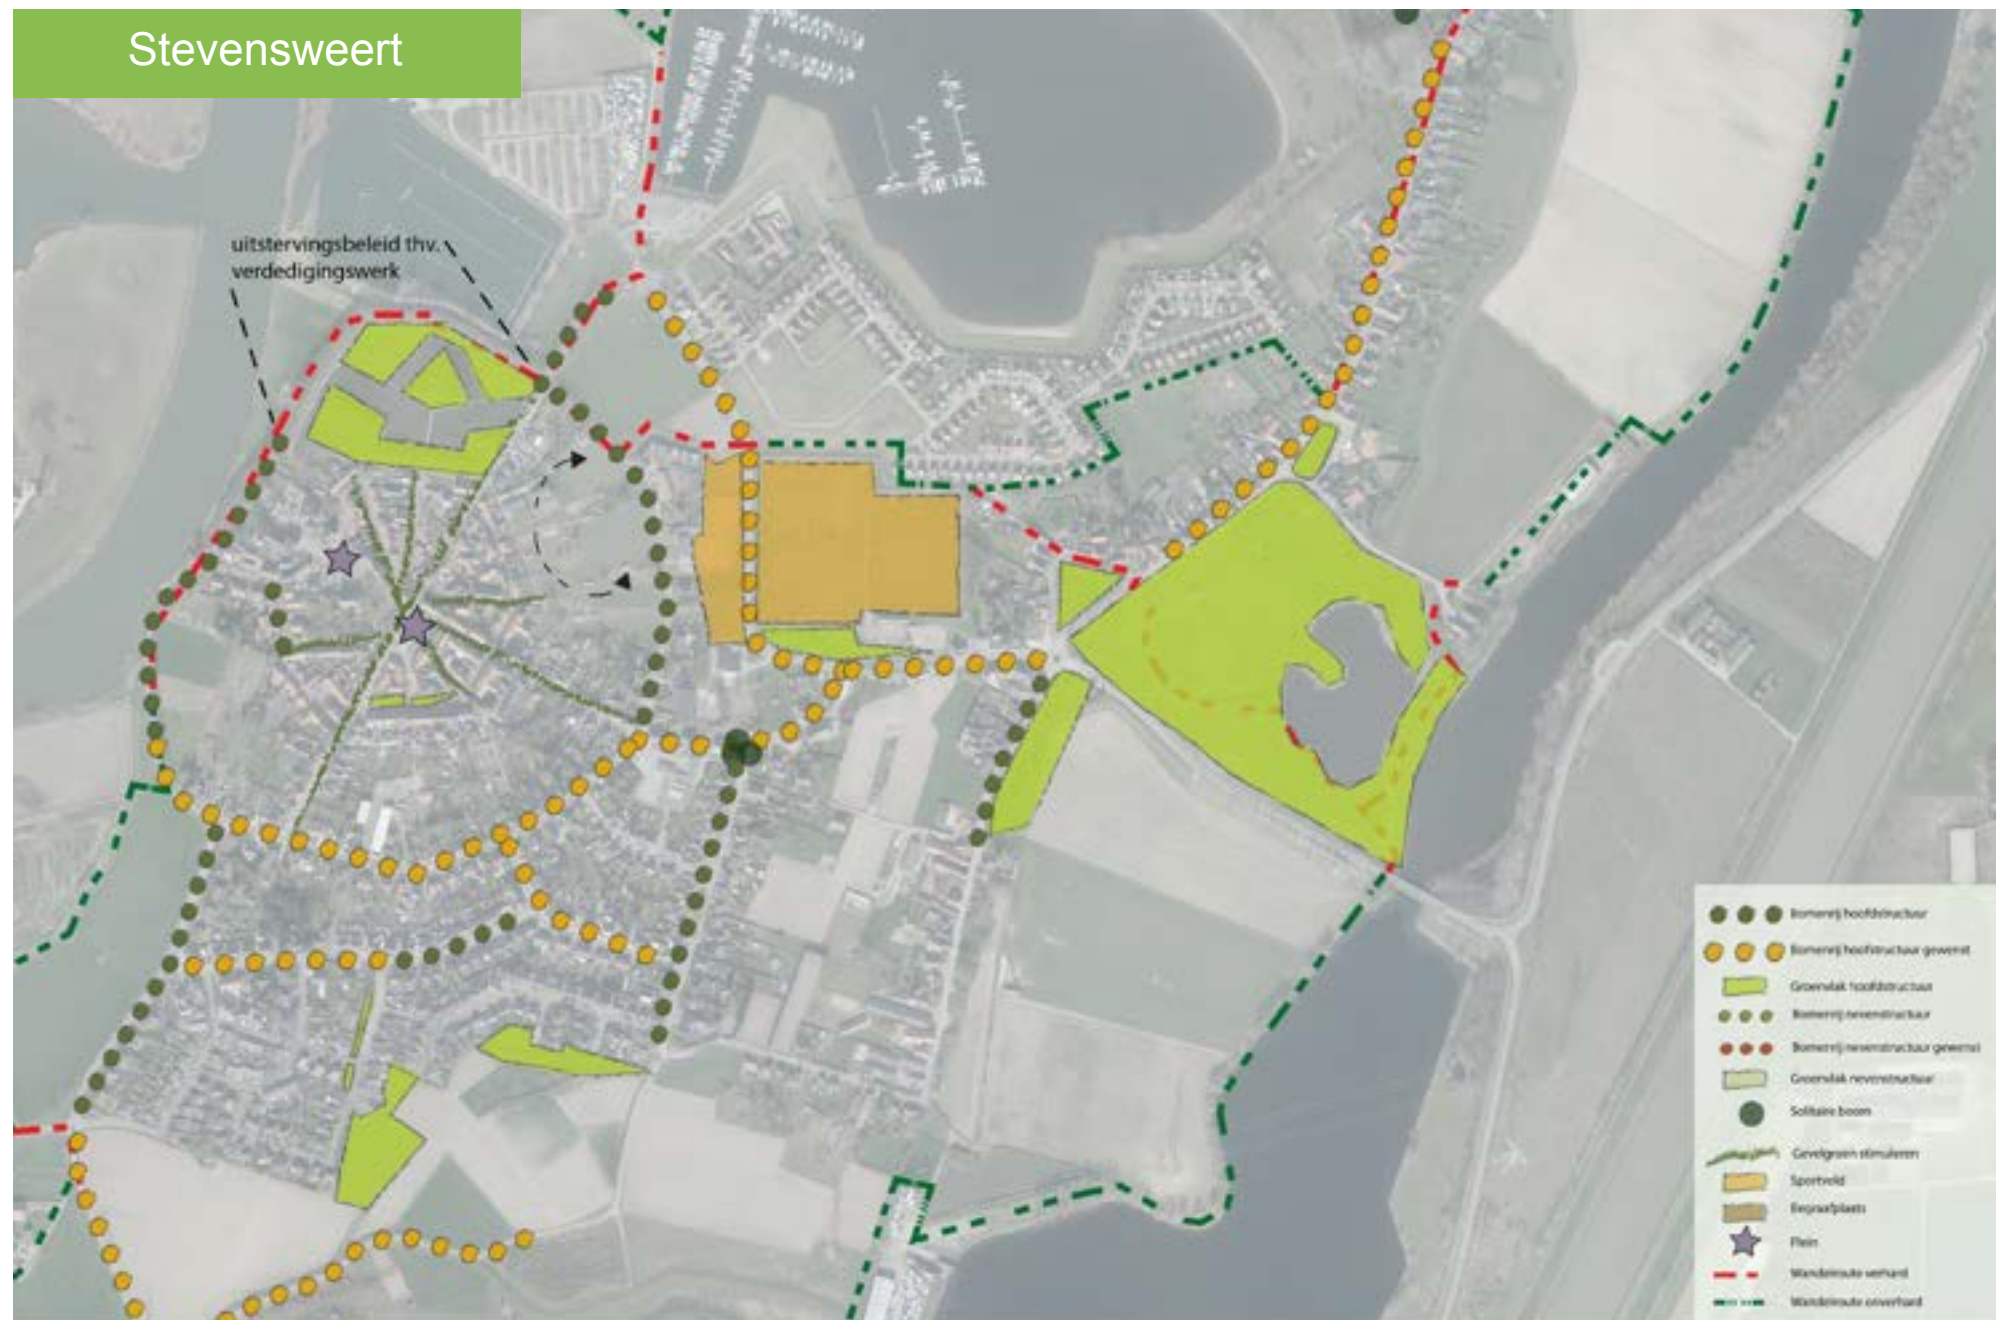 Stevensweert
uitstervingsbeleid thv.
verdedigingswerk
Bomenrij hoofdstructuur
Bomenrij hoofstructuur gewenst
Groenvlak hoofdstructuur
Bomenrij nevenstructuur
Bomenrij nevenstructuur gewenst
Groenvlak nevenstructuur
Solitaire boom
Gevelgroen stimuleren
Sportveld
Begraafplaats
Plein
Wandelroute verhard
Wandelroute onverhard